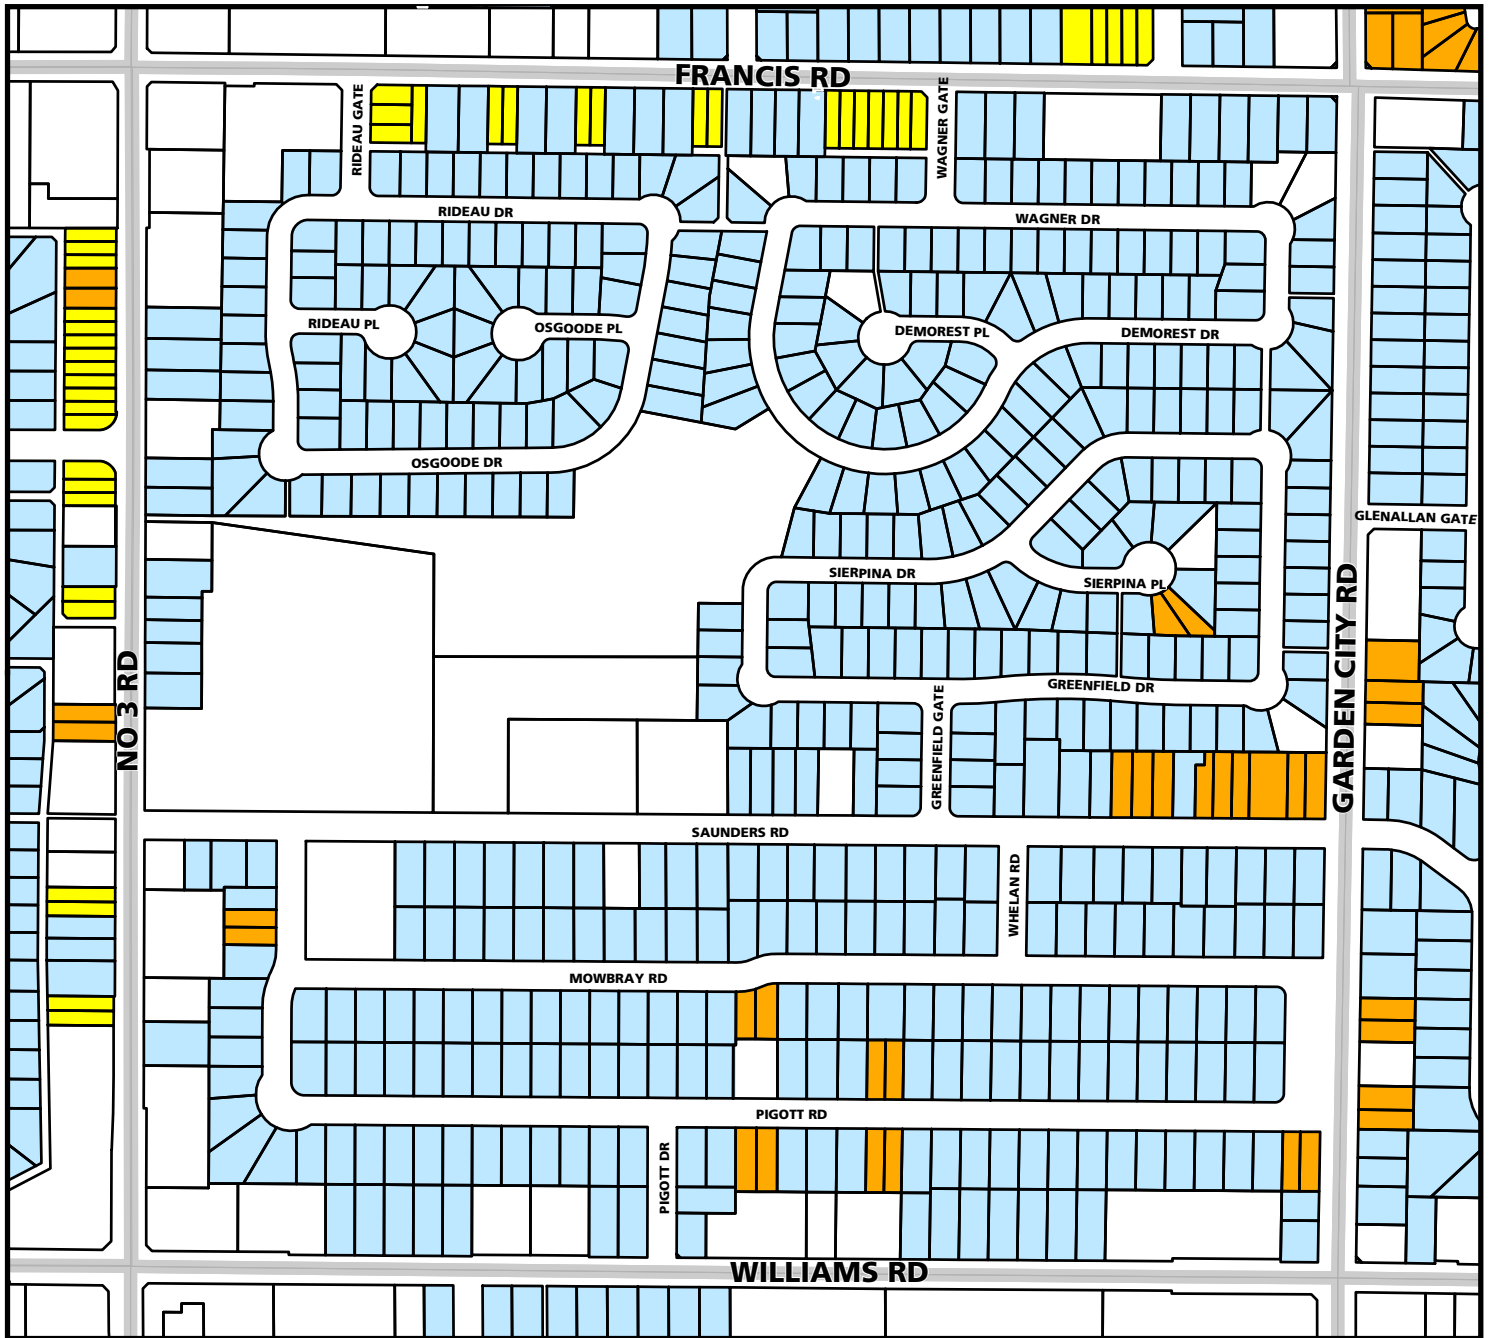 FRANCIS RD
RIDEAU GATE
WAGNER GATE
RIDEAU DR
WAGNER DR
RIDEAU PL
OSGOODE PL
DEMOREST PL
DEMOREST DR
OSGOODE DR
GLENALLAN GATE
SIERPINA DR
SIERPINA PL
GREENFIELD DR
NO 3 RD
GREENFIELD GATE
GARDEN CITY RD
SAUNDERS RD
WHELAN RD
MOWBRAY RD
PIGOTT RD
PIGOTT DR
WILLIAMS RD